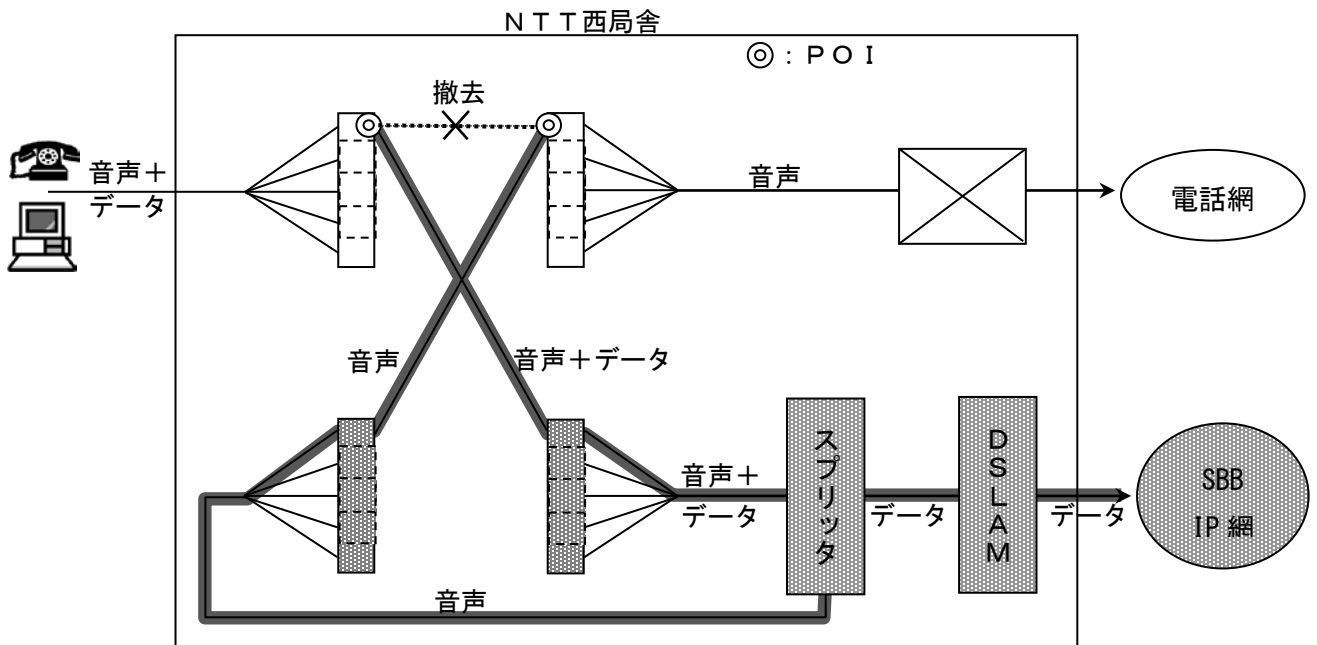 ＮＴＴ西局舎
◎：ＰＯＩ
撤去
音声＋
データ
音声
電話網
音声
音声＋データ
音声＋
データ
スプリッタ
データ
DSLAM
データ
SBB
IP 網
音声